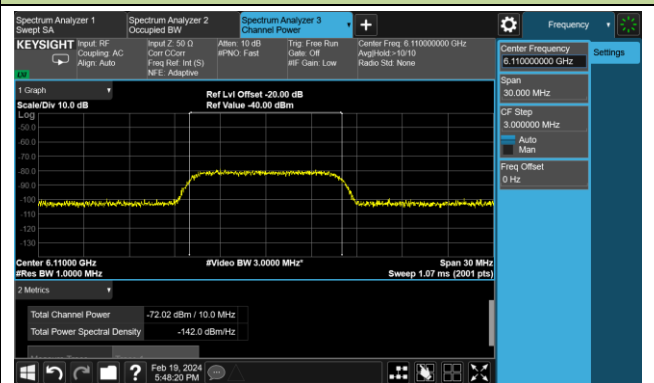 Spectrum Analyzer 1
Swept SA
Spectrum Analyzer 2
Occupied BW
Spectrum Analyzer 3
Channel Power
Frequency
KEYSIGHT
Input: RF
Coupling: AC
Align: Auto
Input Z: 50 Ω
Corr CCorr
Freq Ref: Int (S)
NFE: Adaptive
Atten: 10 dB
#PNO: Fast
Trig: Free Run
Gate: Off
#IF Gain: Low
Center Freq: 6.110000000 GHz
Avg|Hold:>10/10
Radio Std: None
Center Frequency
6.110000000 GHz
Settings
Span
30.000 MHz
CF Step
3.000000 MHz
Auto
Man
Freq Offset
0 Hz
1 Graph
Scale/Div 10.0 dB
Ref Lvl Offset -20.00 dB
Ref Value -40.00 dBm
Log
-50.0
-60.0
-70.0
-80.0
-90.0
-100
-110
-120
-130
Center 6.11000 GHz
#Res BW 1.0000 MHz
#Video BW 3.0000 MHz*
Span 30 MHz
Sweep 1.07 ms (2001 pts)
2 Metrics
Total Channel Power -72.02 dBm / 10.0 MHz
Total Power Spectral Density -142.0 dBm/Hz
Feb 19, 2024
5:48:20 PM